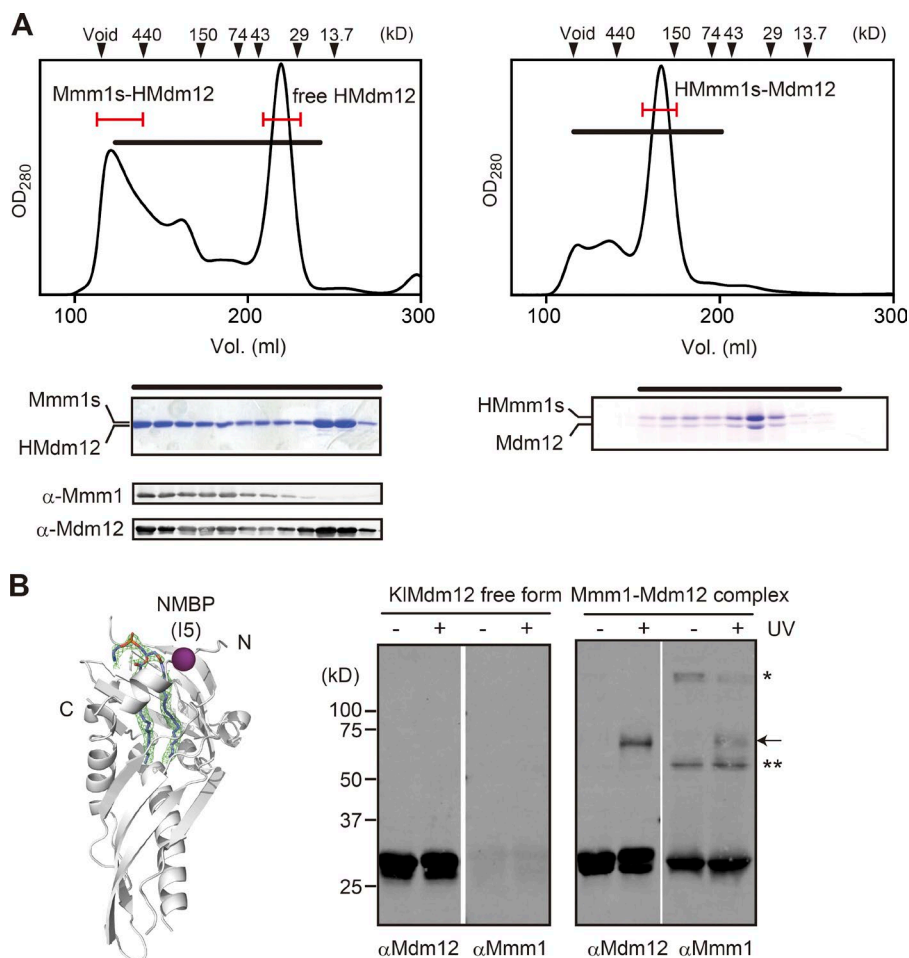 A
Void 440 150 74 43 29 13.7 (kD)
Mmm1s-HMdm12
free HMdm12
OD280
100 200 300
Vol. (ml)
Mmm1s
HMdm12
α-Mmm1
α-Mdm12
Void 440 150 74 43 29 13.7 (kD)
HMmm1s-Mdm12
OD280
100 200 300
Vol. (ml)
HMmm1s
Mdm12
B
NMBP
(I5)
N
C
KlMdm12 free form
Mmm1-Mdm12 complex
- + - + - + - + UV
(kD)
100
75
50
37
25
*
**
αMdm12 αMmm1
αMdm12 αMmm1